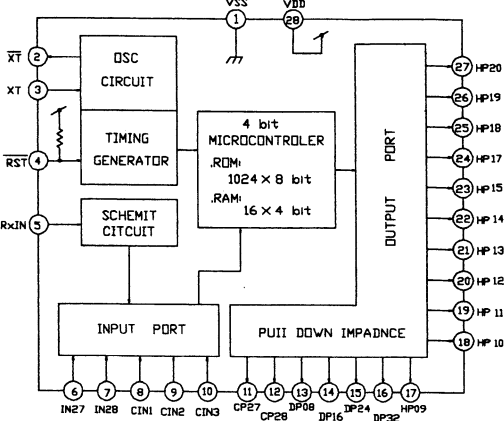 VSS VDD
1 28
XT 2
OSC
CIRCUIT
XT 3
TIMING
GENERATOR
RST 4
4 bit
MICROCONTROLER
.ROM:
1024 × 8 bit
.RAM:
16 × 4 bit
OUTPUT PORT
27 HP20
26 HP19
25 HP18
24 HP17
23 HP15
22 HP14
21 HP13
20 HP12
19 HP11
18 HP10
RxIN 5
SCHEMIT
CITCUIT
INPUT PORT
PUII DOWN IMPADNCE
6 7 8 9 10 11 12 13 14 15 16 17
IN27 IN28 CIN1 CIN2 CIN3 CP27 CP28 DP08 DP16 DP24 DP32 HP09